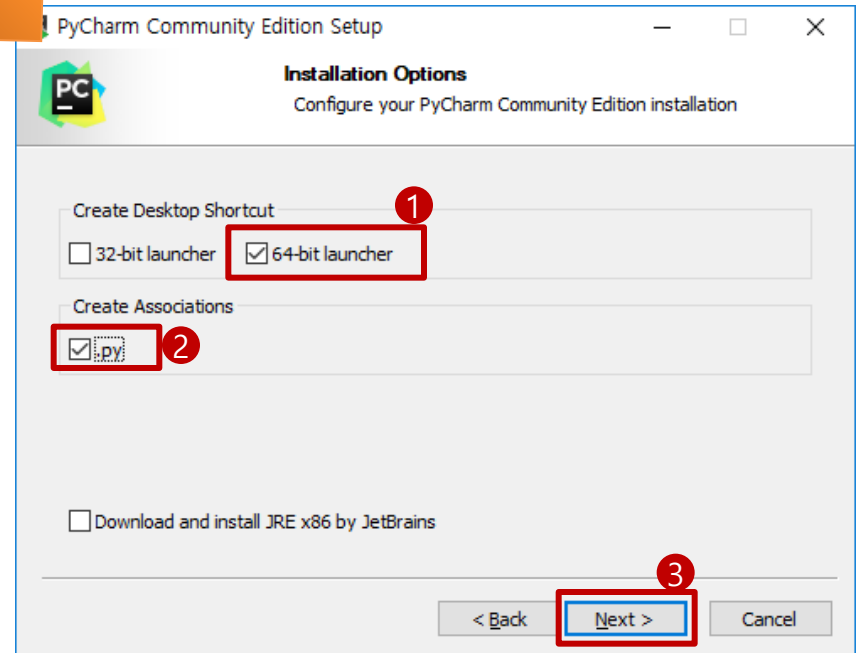 PyCharm Community Edition Setup
PC
Installation Options
Configure your PyCharm Community Edition installation
Create Desktop Shortcut
1
32-bit launcher
64-bit launcher
Create Associations
.py
2
Download and install JRE x86 by JetBrains
3
< Back
Next >
Cancel